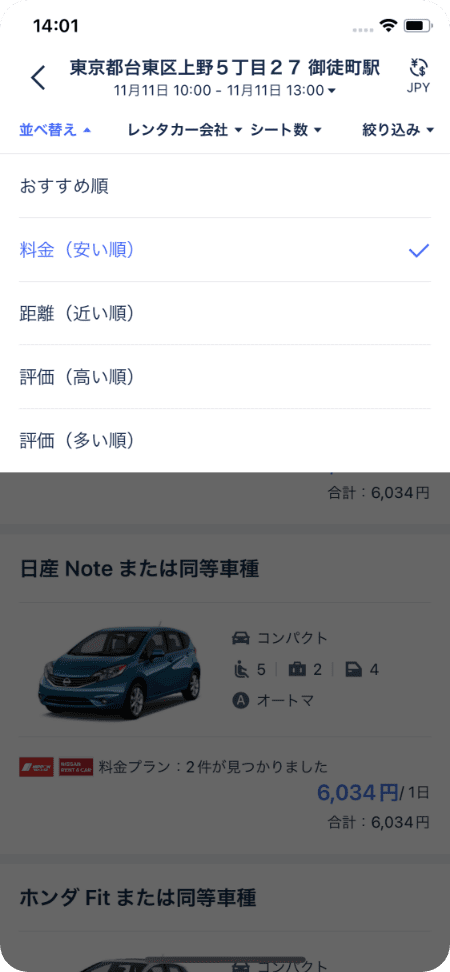 14:01
東京都台東区上野５丁目２７ 御徒町駅
11月11日 10:00 - 11月11日 13:00
JPY
並べ替え レンタカー会社 シート数 絞り込み
おすすめ順
料金（安い順）
距離（近い順）
評価（高い順）
評価（多い順）
合計：6,034円
日産 Note または同等車種
コンパクト
5 2 4
A オートマ
NISSAN RENT A CAR 料金プラン：2件が見つかりました
6,034円/1日
合計：6,034円
ホンダ Fit または同等車種
コンパクト